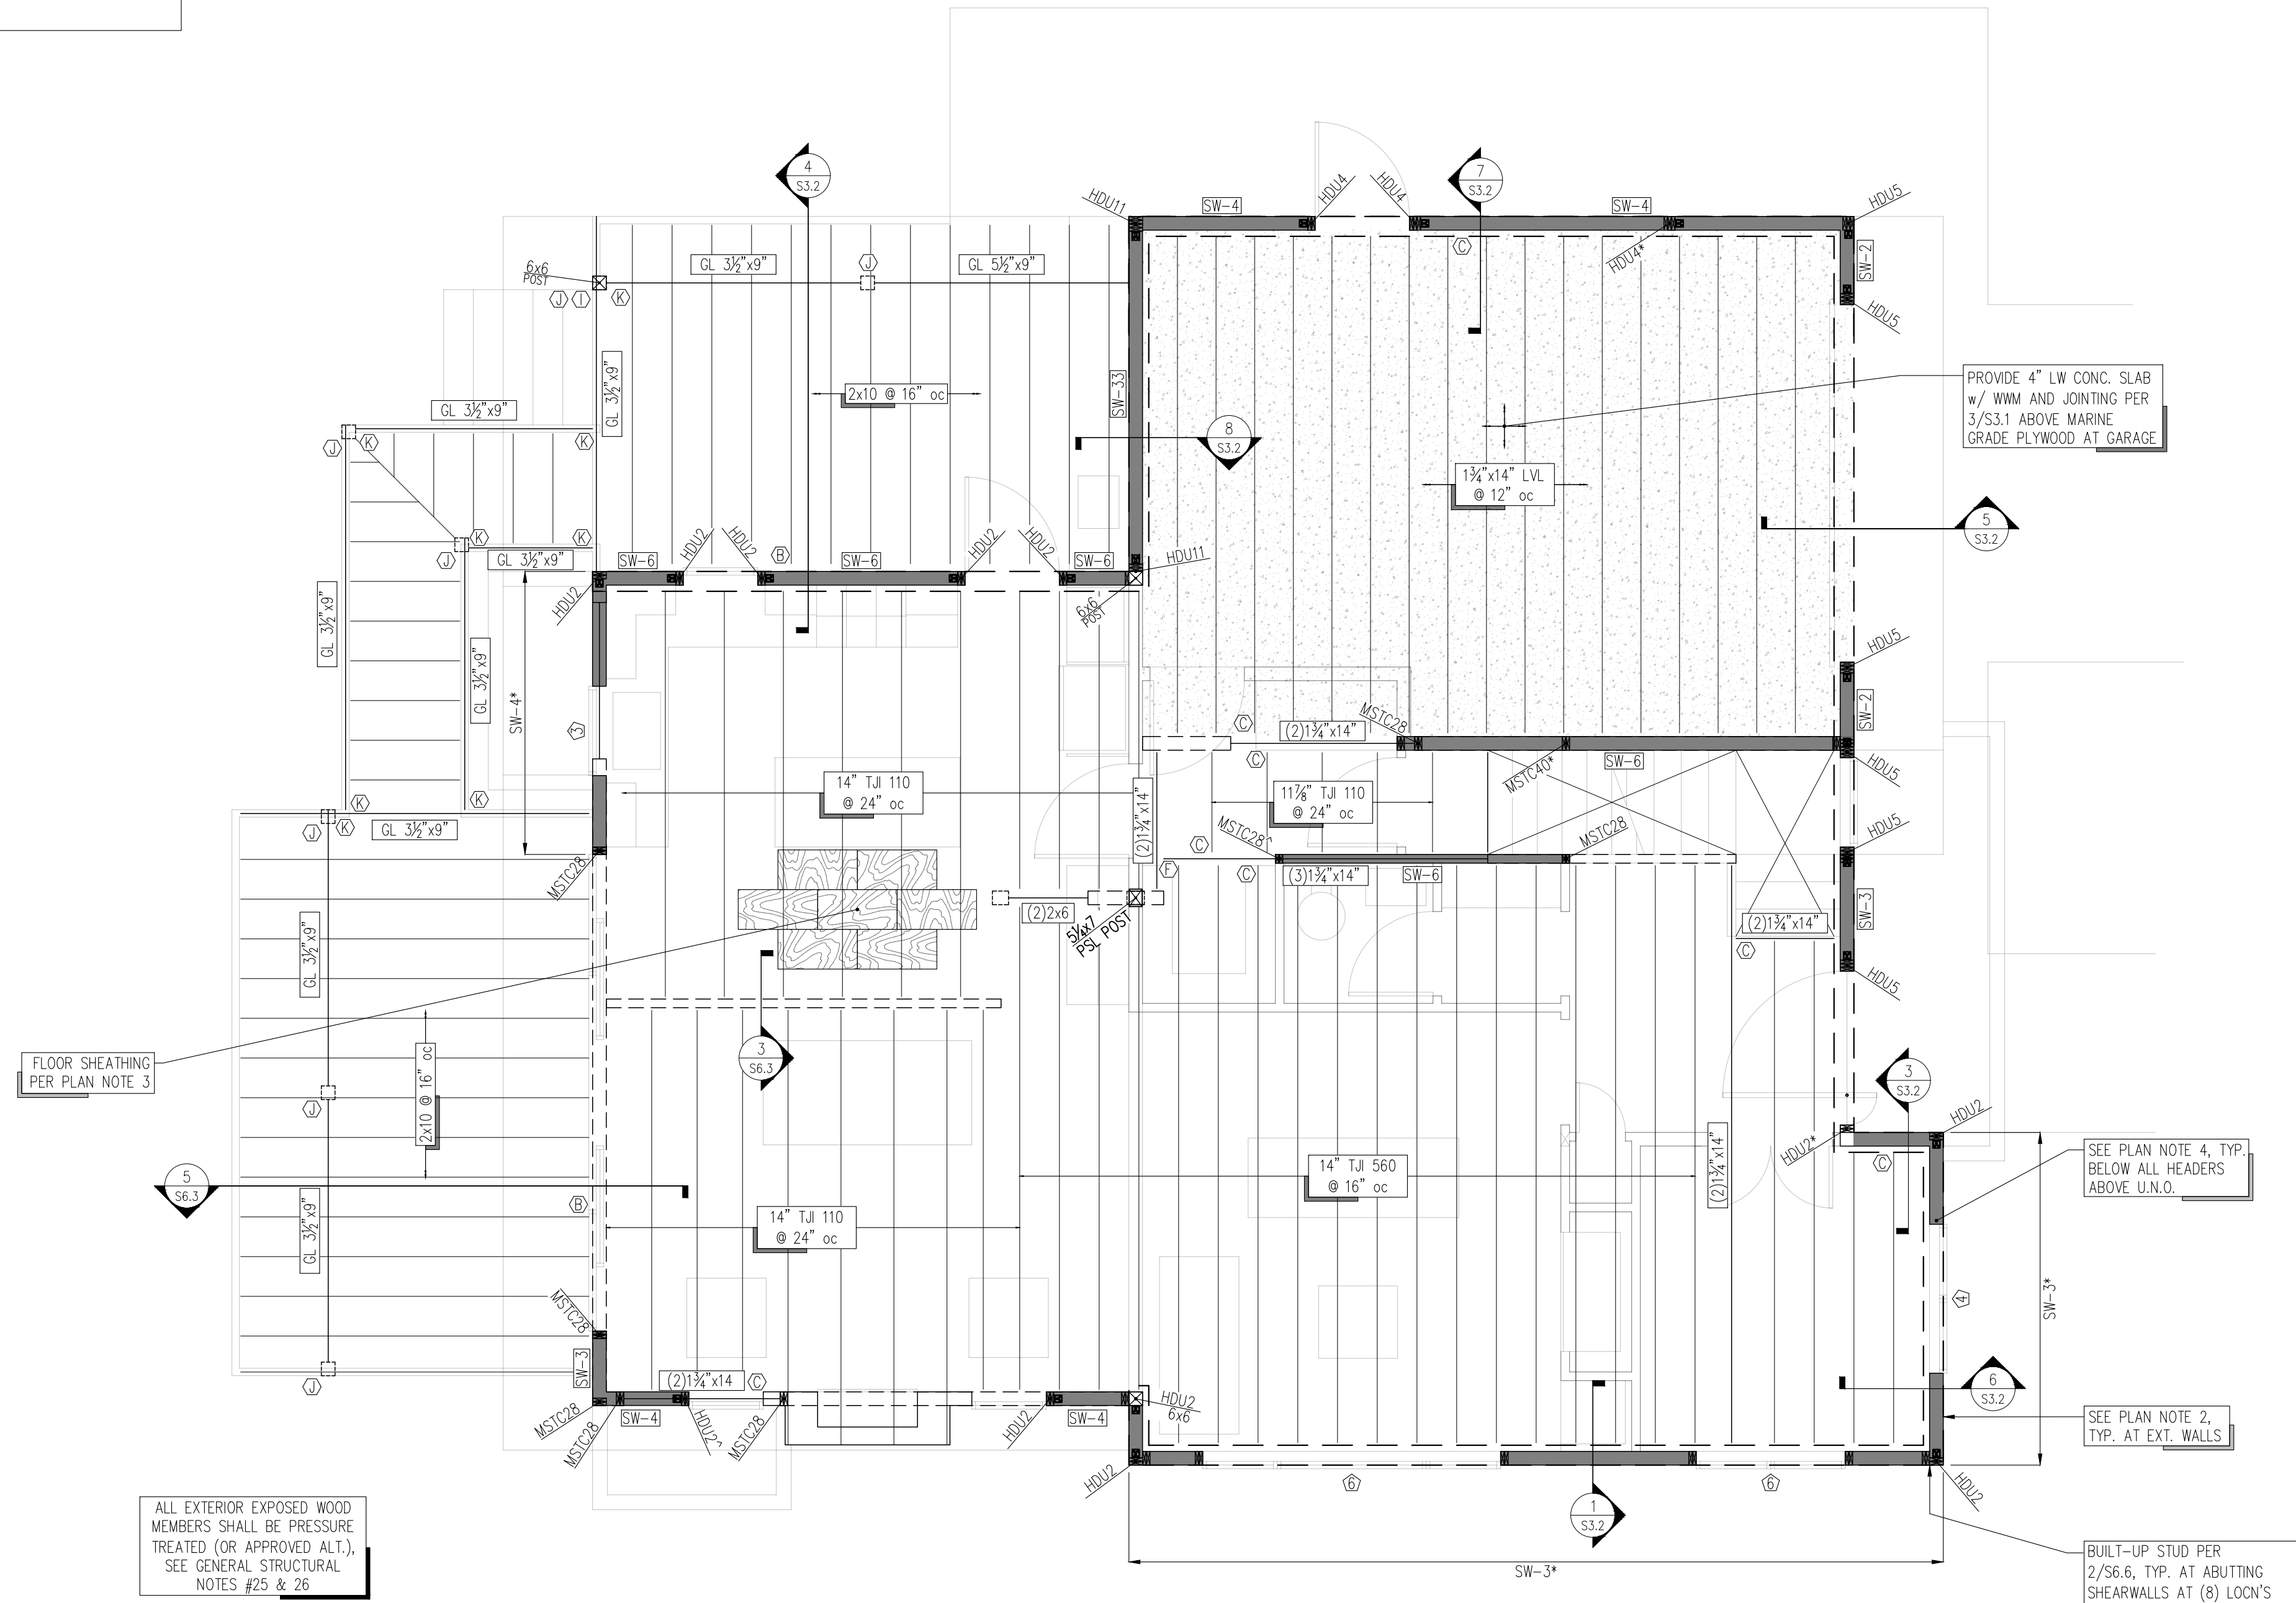 4
S3.2
7
S3.2
HDU11
SW-4
HDU4
HDU4
SW-4
HDU5
6x6
POST
GL 3½"x9"
J
GL 5½"x9"
C
HDU4*
SW-2
J
I
K
HDU5
GL 3½"x9"
2x10 @ 16" oc
SW-33
PROVIDE 4" LW CONC. SLAB
w/ WWM AND JOINTING PER
3/S3.1 ABOVE MARINE
GRADE PLYWOOD AT GARAGE
GL 3½"x9"
J
K
K
8
S3.2
1¾"x14" LVL
@ 12" oc
5
S3.2
K
K
J
GL 3½"x9"
SW-6
HDU2
HDU2
B
SW-6
HDU2
HDU2
SW-6
HDU11
HDU2
6x6
POST
GL 3½"x9"
GL 3½"x9"
SW-4*
3
HDU5
SW-2
C
(2)1¾"x14"
MSTC28
C
MSTC40*
SW-6
HDU5
14" TJI 110
@ 24" oc
(2)1¾"x14"
11⅞" TJI 110
@ 24" oc
K
K
J
K
GL 3½"x9"
MSTC28
C
MSTC28^
MSTC28
HDU5
F
C
(3)1¾"x14"
SW-6
SW-3
(2)2x6
5¼x7
PSL POST
(2)1¾"x14"
C
HDU5
GL 3½"x9"
FLOOR SHEATHING
PER PLAN NOTE 3
2x10 @ 16" oc
J
3
S6.3
3
S3.2
HDU2
HDU2*
C
SEE PLAN NOTE 4, TYP.
BELOW ALL HEADERS
ABOVE U.N.O.
5
S6.3
B
14" TJI 560
@ 16" oc
(2)1¾"x14"
GL 3½"x9"
14" TJI 110
@ 24" oc
4
SW-3*
MSTC28
SW-3
J
(2)1¾"x14
C
6
S3.2
MSTC28
MSTC28
SW-4
HDU2^
MSTC28
HDU2
SW-4
HDU2
6x6
SEE PLAN NOTE 2,
TYP. AT EXT. WALLS
HDU2
6
6
HDU2
1
S3.2
ALL EXTERIOR EXPOSED WOOD
MEMBERS SHALL BE PRESSURE
TREATED (OR APPROVED ALT.),
SEE GENERAL STRUCTURAL
NOTES #25 & 26
SW-3*
BUILT-UP STUD PER
2/S6.6, TYP. AT ABUTTING
SHEARWALLS AT (8) LOCN'S